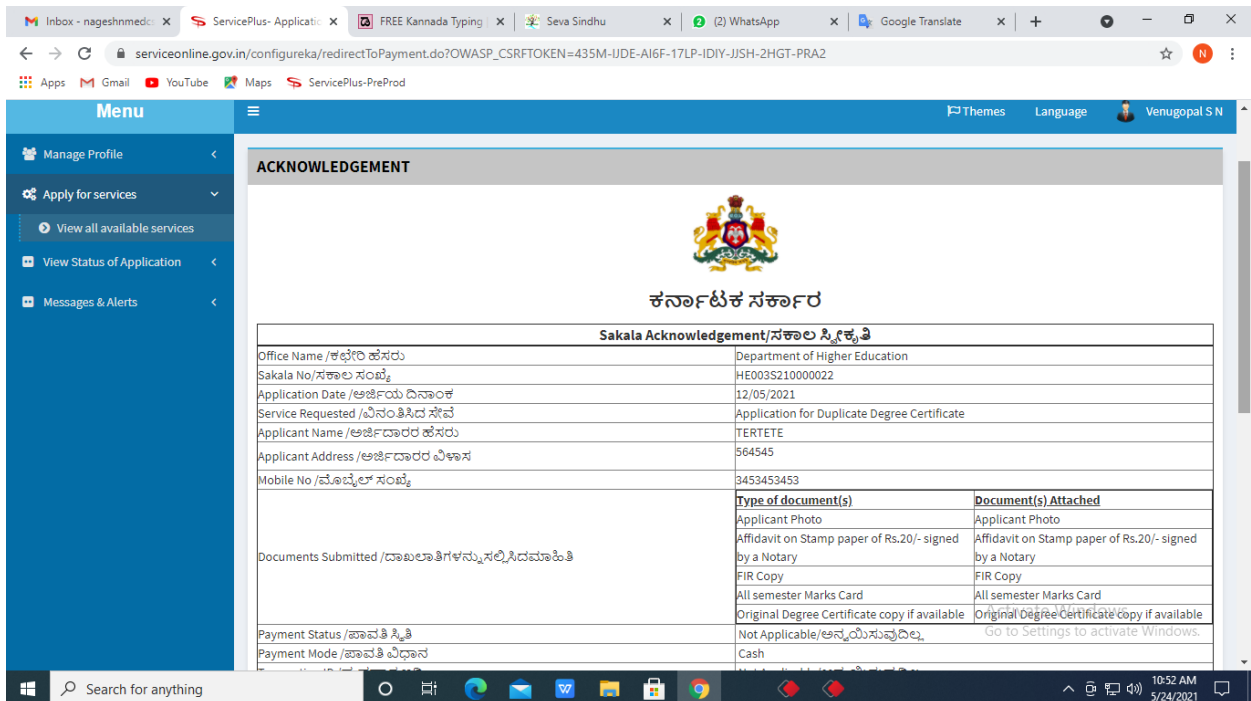 Inbox - nageshnmedcs
ServicePlus- Applicatic
FREE Kannada Typing
Seva Sindhu
(2) WhatsApp
Google Translate
serviceonline.gov.in/configureka/redirectToPayment.do?OWASP_CSRFTOKEN=435M-IJDE-AI6F-17LP-IDIY-JJSH-2HGT-PRA2
N
Apps Gmail YouTube Maps ServicePlus-PreProd
Menu
Themes Language Venugopal S N
Manage Profile
Apply for services
View all available services
View Status of Application
Messages & Alerts
ACKNOWLEDGEMENT
ಕರ್ನಾಟಕ ಸರ್ಕಾರ
Sakala Acknowledgement/ಸಕಾಲ ಸ್ವೀಕೃತಿ
Office Name /ಕಛೇರಿ ಹೆಸರು Department of Higher Education
Sakala No/ಸಕಾಲ ಸಂಖ್ಯೆ HE003S210000022
Application Date /ಅರ್ಜಿಯ ದಿನಾಂಕ 12/05/2021
Service Requested /ವಿನಂತಿಸಿದ ಸೇವೆ Application for Duplicate Degree Certificate
Applicant Name /ಅರ್ಜಿದಾರರ ಹೆಸರು TERTETE
Applicant Address /ಅರ್ಜಿದಾರರ ವಿಳಾಸ 564545
Mobile No /ಮೊಬೈಲ್ ಸಂಖ್ಯೆ 3453453453
Documents Submitted /ದಾಖಲಾತಿಗಳನ್ನು ಸಲ್ಲಿಸಿದಮಾಹಿತಿ
Type of document(s) Document(s) Attached
Applicant Photo Applicant Photo
Affidavit on Stamp paper of Rs.20/- signed Affidavit on Stamp paper of Rs.20/- signed
by a Notary by a Notary
FIR Copy FIR Copy
All semester Marks Card All semester Marks Card
Original Degree Certificate copy if available Original Degree Certificate copy if available
Activate Windows
Go to Settings to activate Windows.
Payment Status /ಪಾವತಿ ಸ್ಥಿತಿ Not Applicable/ಅನ್ವಯಿಸುವುದಿಲ್ಲ
Payment Mode /ಪಾವತಿ ವಿಧಾನ Cash
Search for anything
10:52 AM
5/24/2021